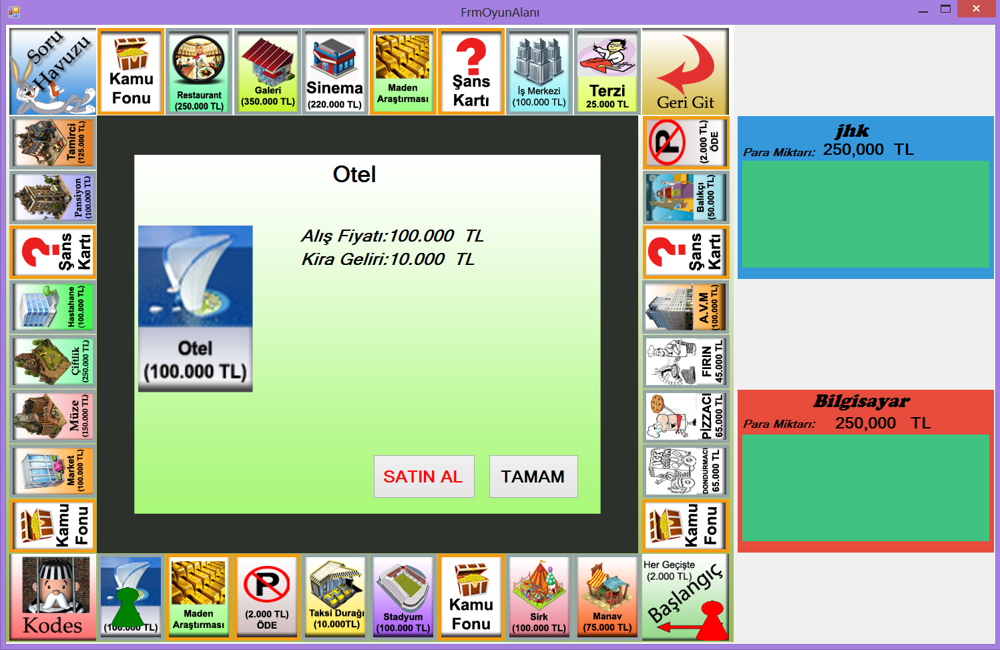 FrmOyunAlanı
Soru
Havuzu
Kamu
Fonu
Restaurant
(250.000 TL)
Galeri
(350.000 TL)
Sinema
(220.000 TL)
Maden
Araştırması
?
Şans
Kartı
İş Merkezi
(100.000 TL)
Terzi
25.000 TL
Geri Git
Tamirci
(125.000 TL)
Pansiyon
(100.000 TL)
?
Şans
Kartı
Hastahane
(100.000 TL)
Çiftlik
(250.000 TL)
Müze
(150.000 TL)
Market
(100.000 TL)
Kamu
Fonu
Otel
Alış Fiyatı:100.000 TL
Kira Geliri:10.000 TL
Otel
(100.000 TL)
SATIN AL
TAMAM
P
(2.000 TL)
ÖDE
Balıkçı
(50.000 TL)
?
Şans
Kartı
A.V.M
(100.000 TL)
FIRIN
45.000 TL
PİZZACI
65.000 TL
ICE
DONDURMACI
65.000 TL
Kamu
Fonu
jhk
Para Miktarı: 250,000 TL
Bilgisayar
Para Miktarı: 250,000 TL
Kodes
(100.000 TL)
Maden
Araştırması
P
(2.000 TL)
ÖDE
Taksi Durağı
(10.000TL)
Stadyum
(100.000 TL)
Kamu
Fonu
Sirk
(100.000 TL)
Manav
(75.000 TL)
Her Geçişte
(2.000 TL)
Başlangıç